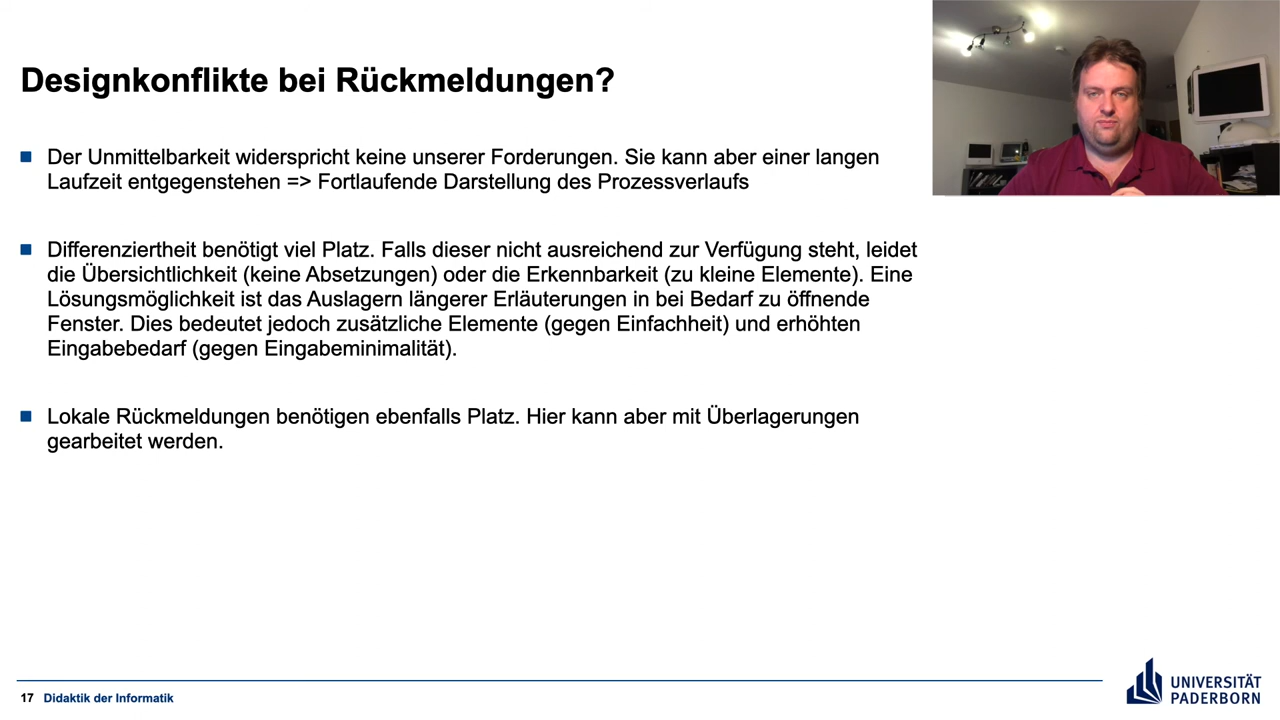 Designkonflikte bei Rückmeldungen?
Der Unmittelbarkeit widerspricht keine unserer Forderungen. Sie kann aber einer langen
Laufzeit entgegenstehen => Fortlaufende Darstellung des Prozessverlaufs
Differenziertheit benötigt viel Platz. Falls dieser nicht ausreichend zur Verfügung steht, leidet
die Übersichtlichkeit (keine Absetzungen) oder die Erkennbarkeit (zu kleine Elemente). Eine
Lösungsmöglichkeit ist das Auslagern längerer Erläuterungen in bei Bedarf zu öffnende
Fenster. Dies bedeutet jedoch zusätzliche Elemente (gegen Einfachheit) und erhöhten
Eingabebedarf (gegen Eingabeminimalität).
Lokale Rückmeldungen benötigen ebenfalls Platz. Hier kann aber mit Überlagerungen
gearbeitet werden.
17 Didaktik der Informatik
UNIVERSITÄT
PADERBORN